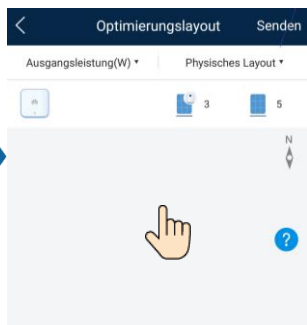 Optimierungslayout Senden
Ausgangsleistung(W) Physisches Layout
3 5
N
?